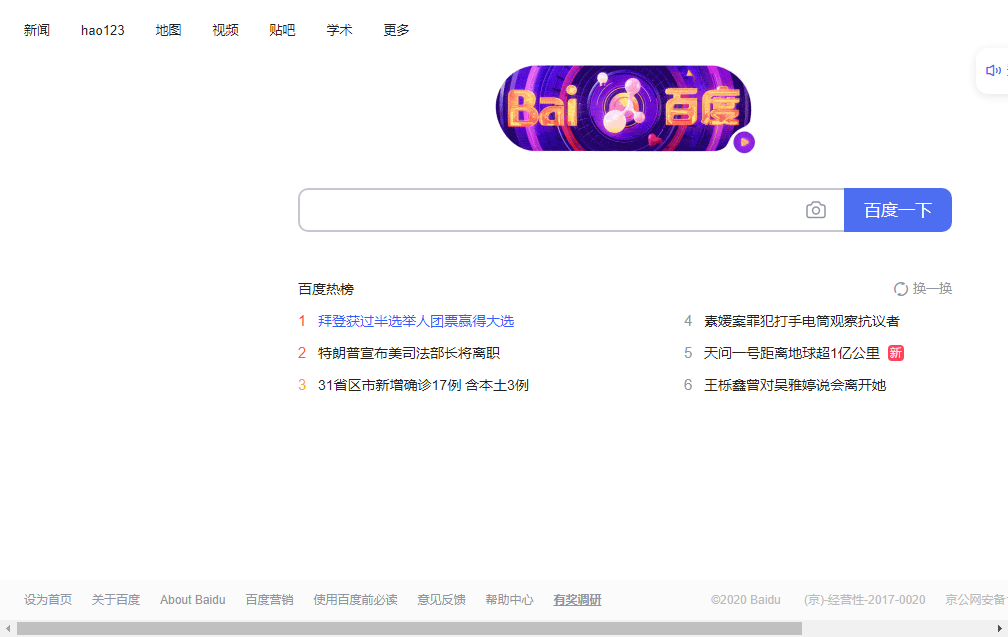 新闻 hao123 地图 视频 贴吧 学术 更多
Bai 百度
百度一下
百度热榜 换一换
1 拜登获过半选举人团票赢得大选
2 特朗普宣布美司法部长将离职
3 31省区市新增确诊17例 含本土3例
4 素媛案罪犯打手电筒观察抗议者
5 天问一号距离地球超1亿公里 新
6 王栎鑫曾对吴雅婷说会离开她
设为首页 关于百度 About Baidu 百度营销 使用百度前必读 意见反馈 帮助中心 有奖调研 ©2020 Baidu (京)-经营性-2017-0020 京公网安备